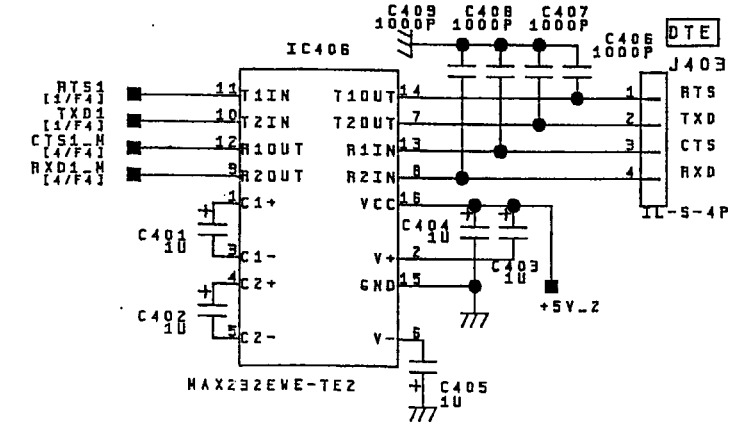 C409
1000P
C408
1000P
C407
1000P
C406
1000P
DTE
J403
IC406
RTS1
[1/F4]
TXD1
[1/F4]
CTS1_N
[4/F4]
RXD1_N
[4/F4]
11
T1IN
T1OUT
14
1
RTS
10
T2IN
T2OUT
7
2
TXD
12
R1OUT
R1IN
13
3
CTS
9
R2OUT
R2IN
8
4
RXD
1
C1+
VCC
16
IL-S-4P
C401
1U
C404
1U
3
C1-
V+
2
C403
1U
4
C2+
GND
15
+5V_2
C402
1U
5
C2-
V-
6
MAX232EWE-TE2
C405
1U